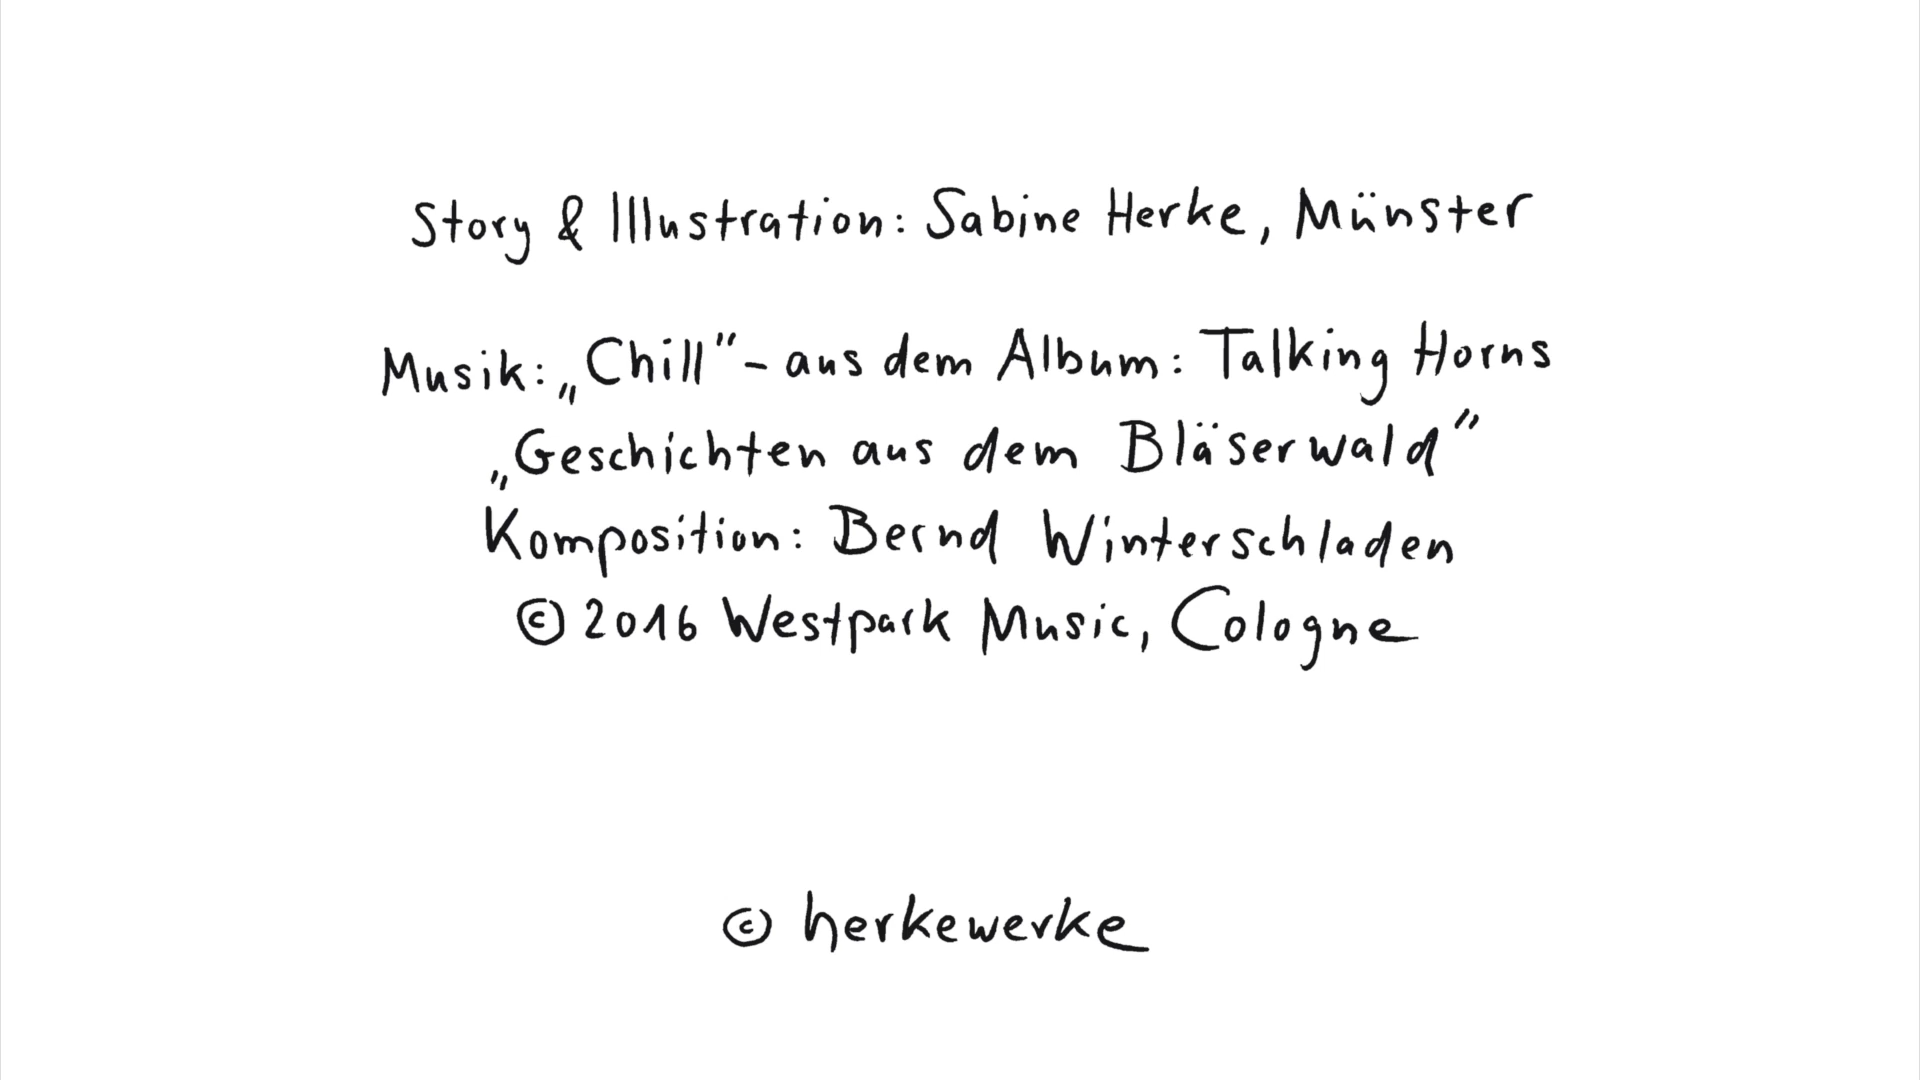 Story & Illustration: Sabine Herke, Münster
Musik: „Chill" - aus dem Album: Talking Horns
„Geschichten aus dem Bläserwald"
Komposition: Bernd Winterschladen
© 2016 Westpark Music, Cologne
© herkewerke